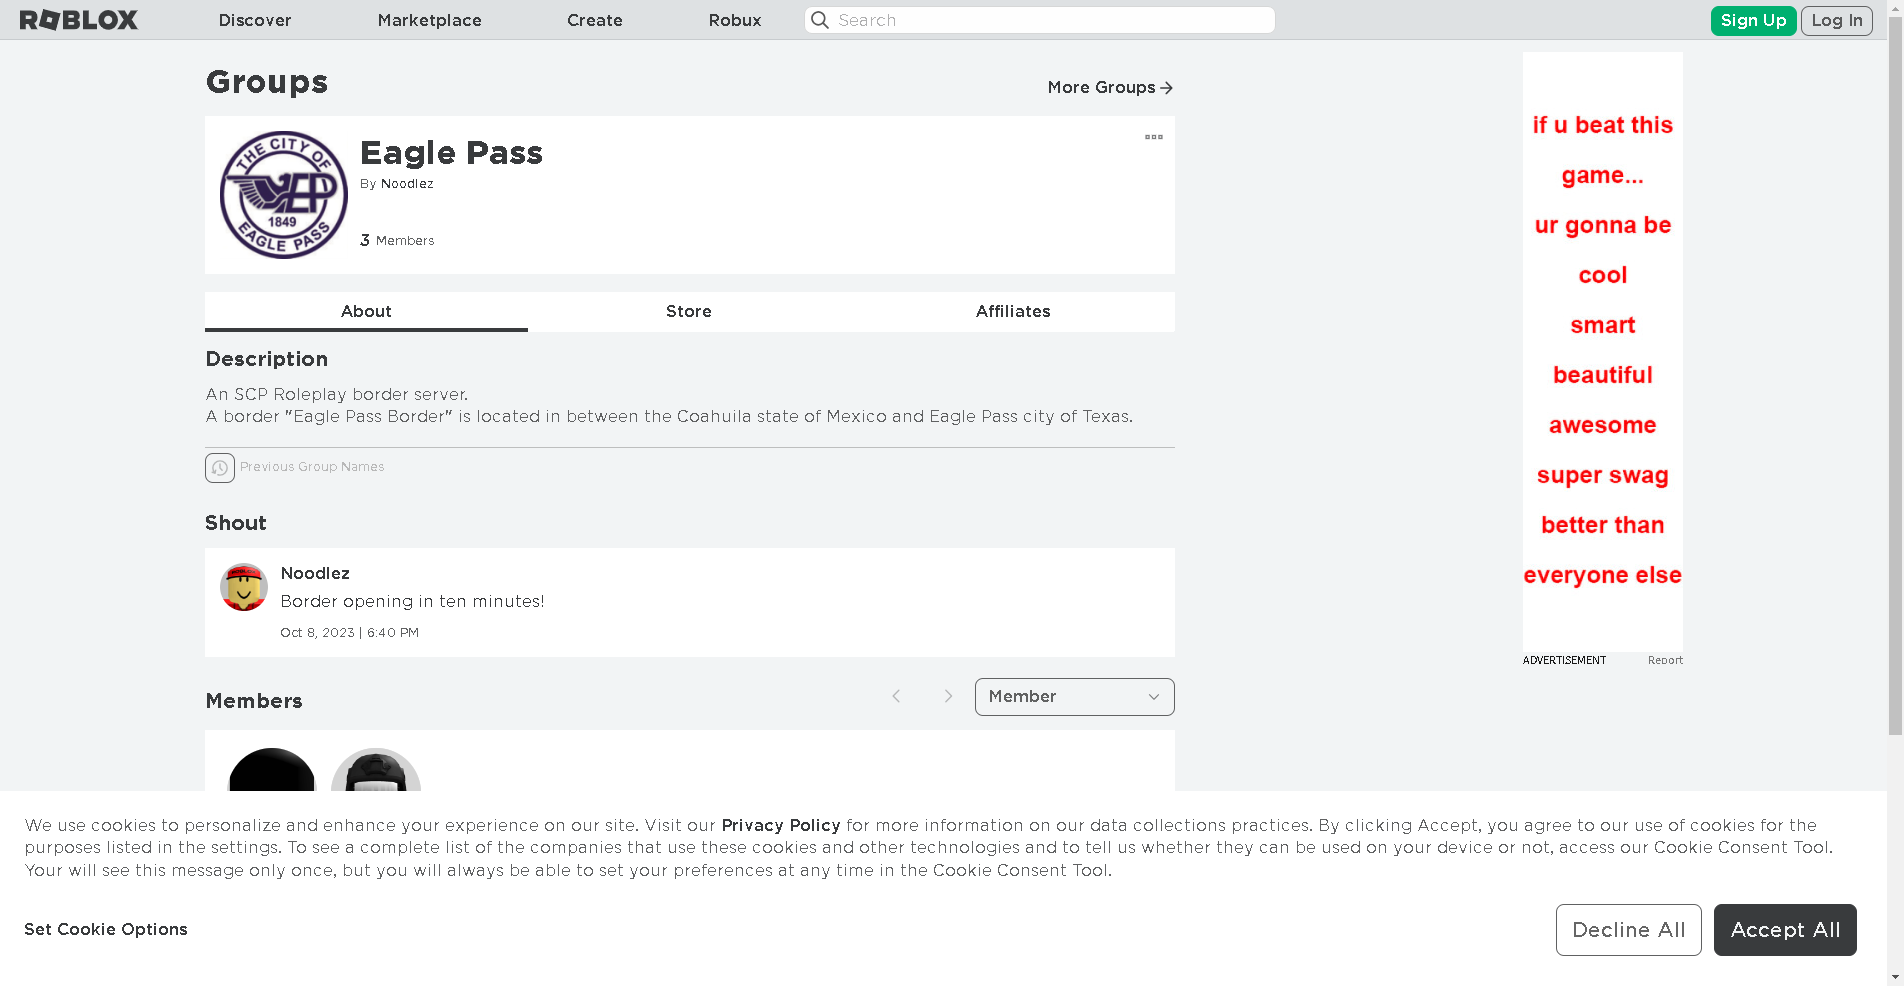 ROBLOX
Discover
Marketplace
Create
Robux
Search
Sign Up
Log In
Groups
More Groups
THE CITY OF
EP
1849
EAGLE PASS
Eagle Pass
By Noodlez
3 Members
About
Store
Affiliates
Description
An SCP Roleplay border server.
A border "Eagle Pass Border" is located in between the Coahuila state of Mexico and Eagle Pass city of Texas.
Previous Group Names
Shout
ROBLOX
Noodlez
Border opening in ten minutes!
Oct 8, 2023 | 6:40 PM
Members
Member
if u beat this
game...
ur gonna be
cool
smart
beautiful
awesome
super swag
better than
everyone else
ADVERTISEMENT
Report
We use cookies to personalize and enhance your experience on our site. Visit our Privacy Policy for more information on our data collections practices. By clicking Accept, you agree to our use of cookies for the
purposes listed in the settings. To see a complete list of the companies that use these cookies and other technologies and to tell us whether they can be used on your device or not, access our Cookie Consent Tool.
Your will see this message only once, but you will always be able to set your preferences at any time in the Cookie Consent Tool.
Set Cookie Options
Decline All
Accept All